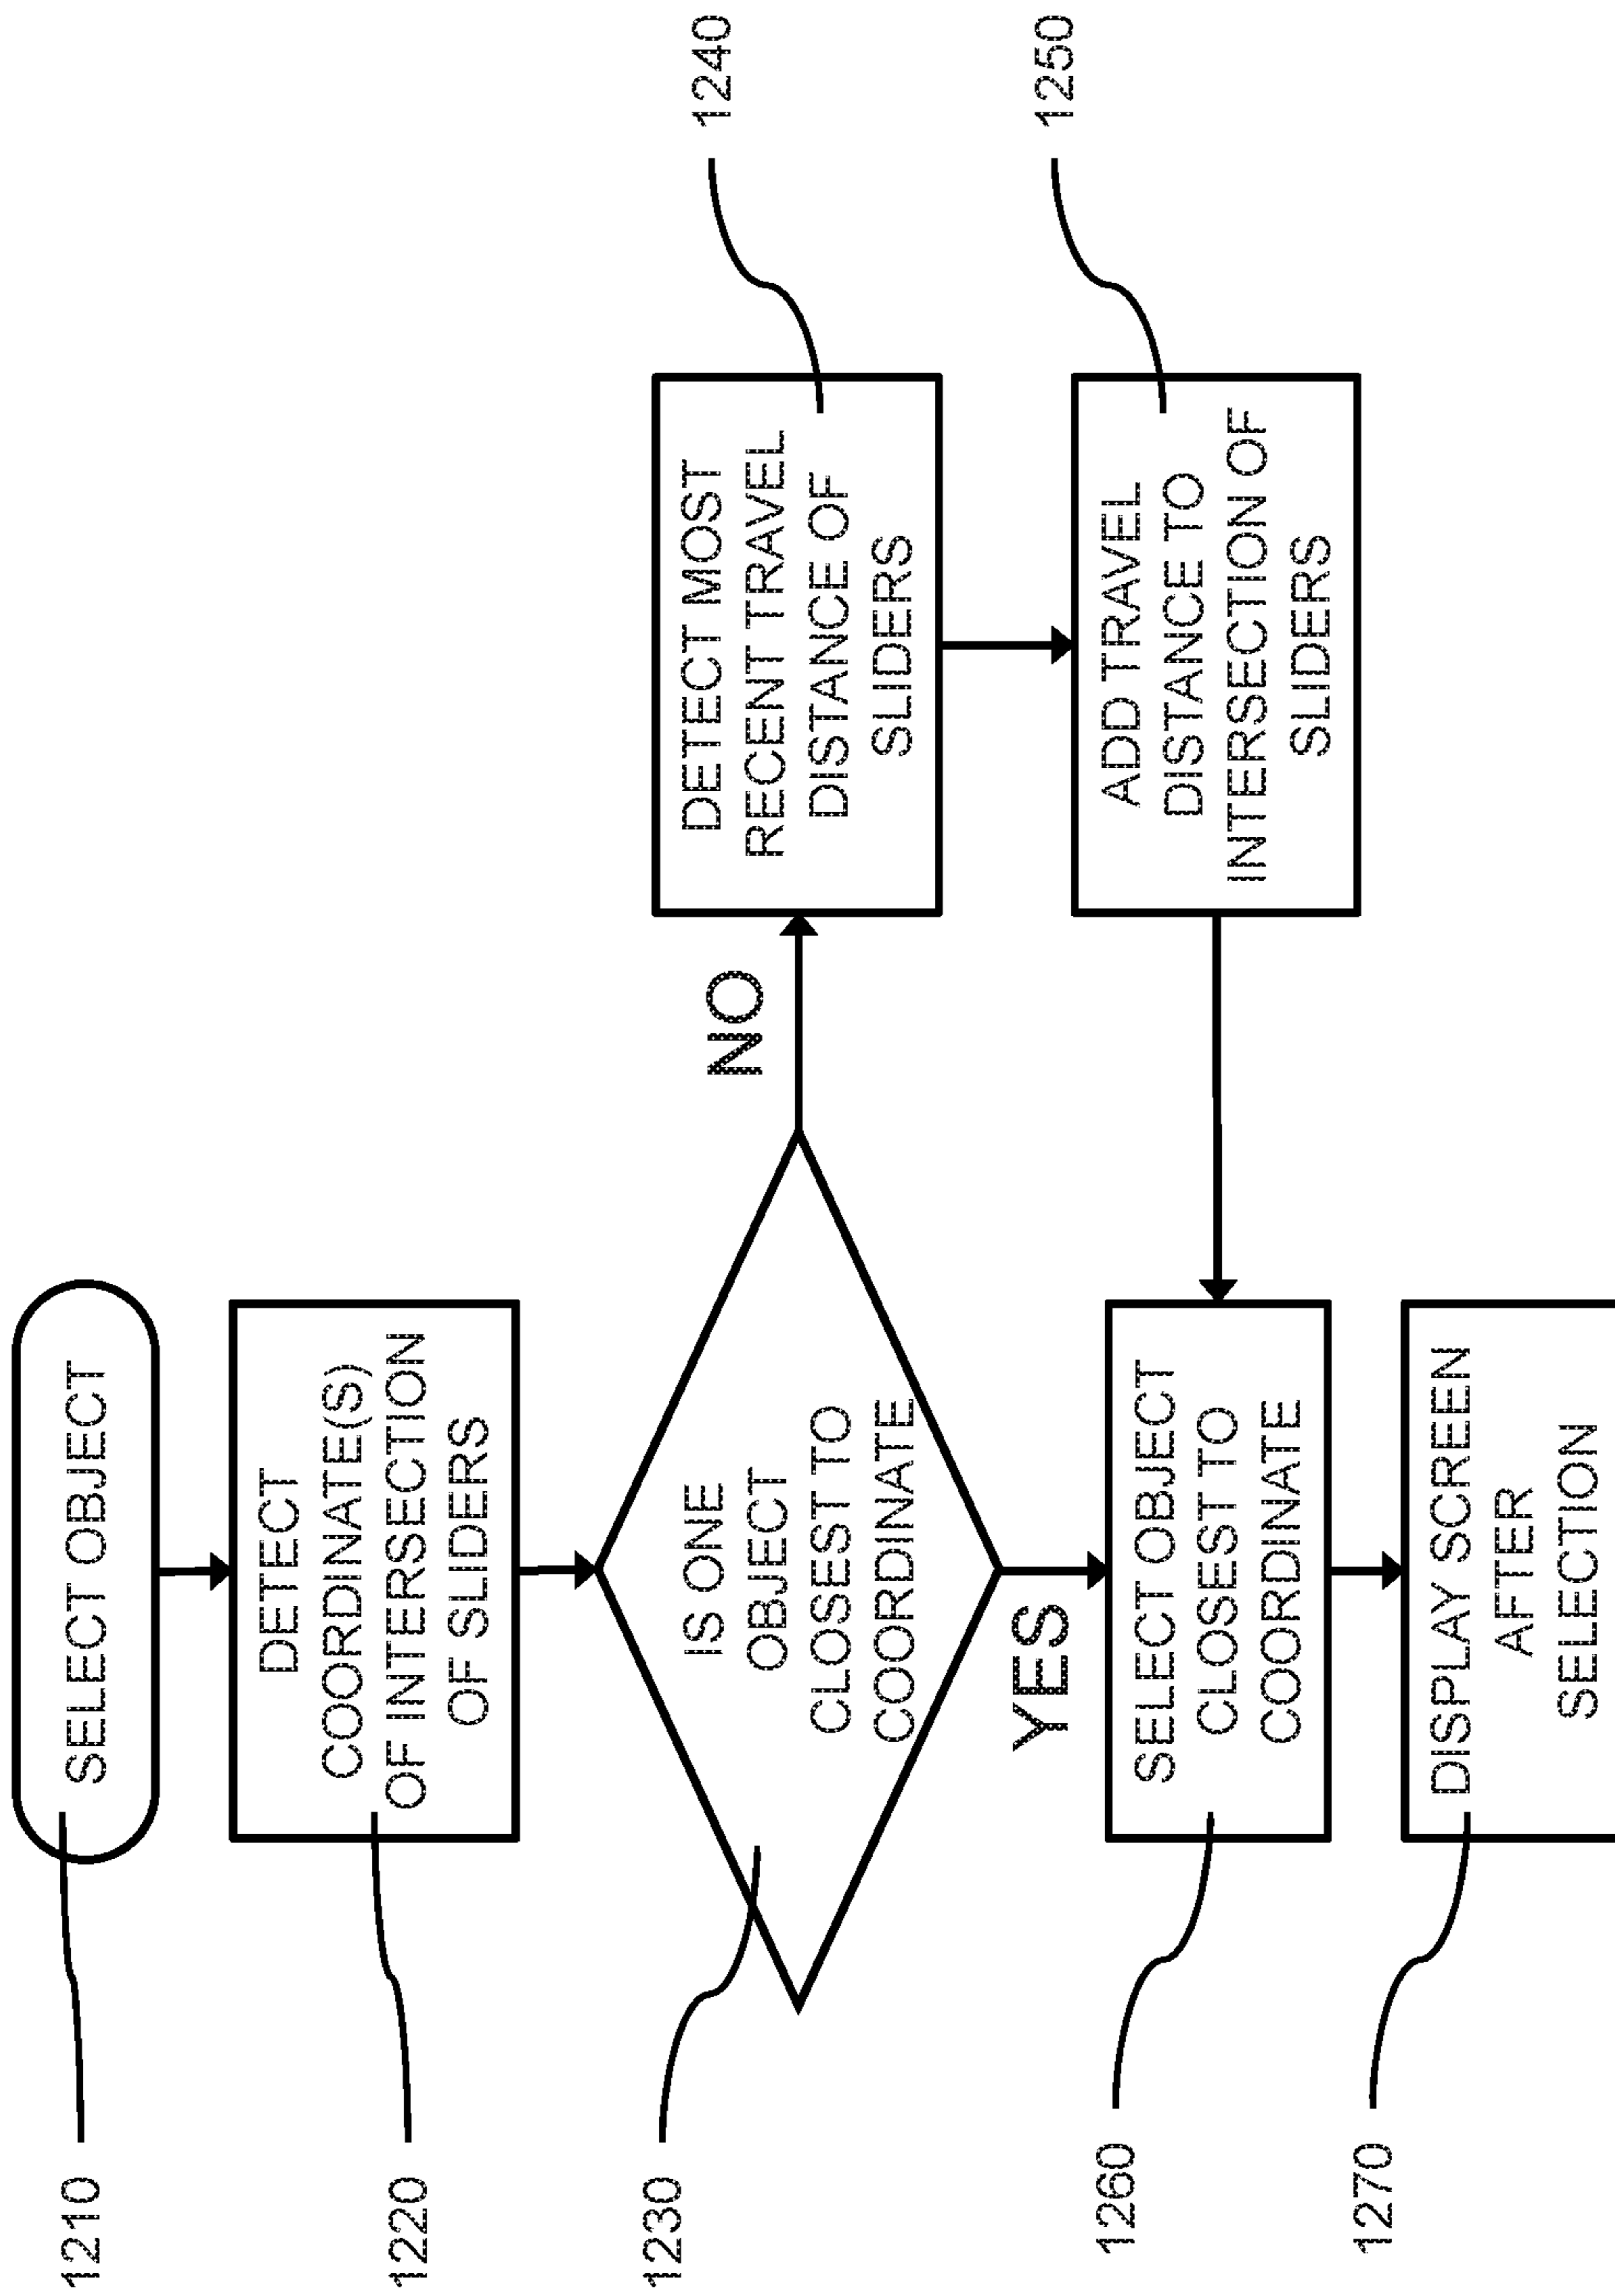 1210
SELECT OBJECT
1220
DETECT
COORDINATE(S)
OF INTERSECTION
OF SLIDERS
1230
IS ONE
OBJECT
CLOSEST TO
COORDINATE
NO
1240
DETECT MOST
RECENT TRAVEL
DISTANCE OF
SLIDERS
1250
ADD TRAVEL
DISTANCE TO
INTERSECTION OF
SLIDERS
YES
1260
SELECT OBJECT
CLOSEST TO
COORDINATE
1270
DISPLAY SCREEN
AFTER
SELECTION